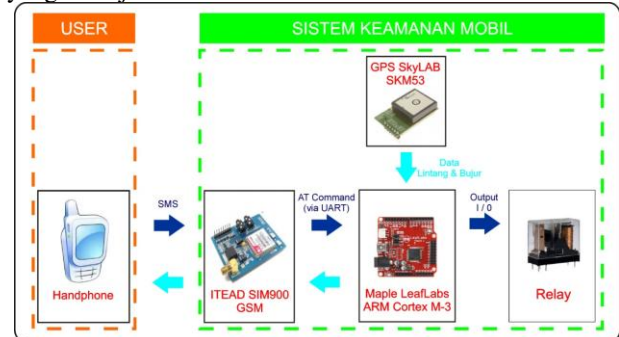 USER
SISTEM KEAMANAN MOBIL
GPS SkyLAB
SKM53
Data
Lintang & Bujur
SMS
AT Command
(via UART)
Output
I / 0
Handphone
ITEAD SIM900
GSM
Maple LeafLabs
ARM Cortex M-3
Relay